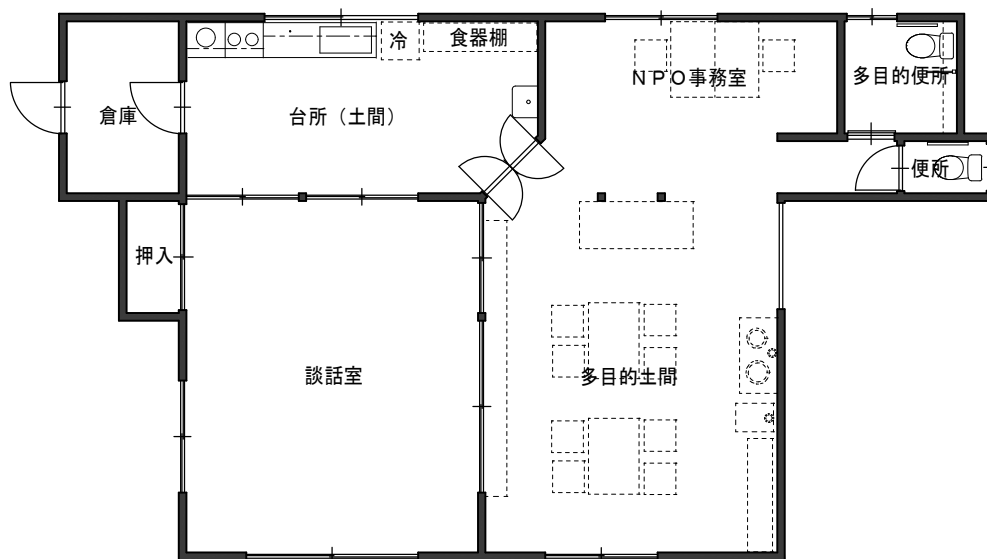 冷
食器棚
ＮＰＯ事務室
多目的便所
倉庫
台所（土間）
便所
押入
談話室
多目的土間